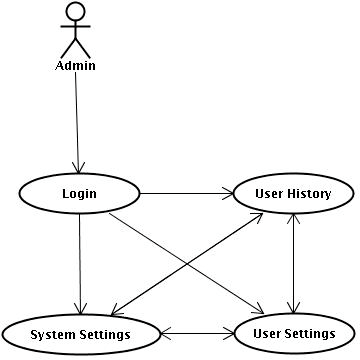 Admin
Login
User History
System Settings
User Settings